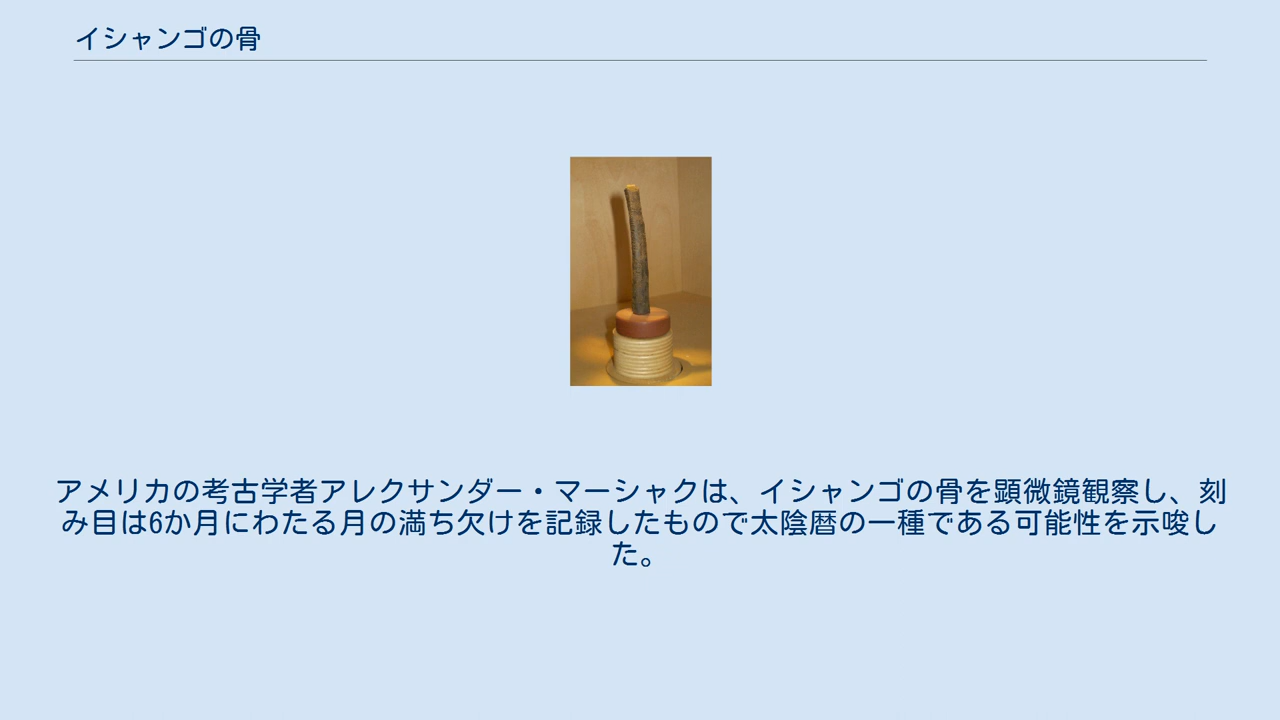 イシャンゴの骨
アメリカの考古学者アレクサンダー・マーシャクは、イシャンゴの骨を顕微鏡観察し、刻
み目は6か月にわたる月の満ち欠けを記録したもので太陰暦の一種である可能性を示唆し
た。